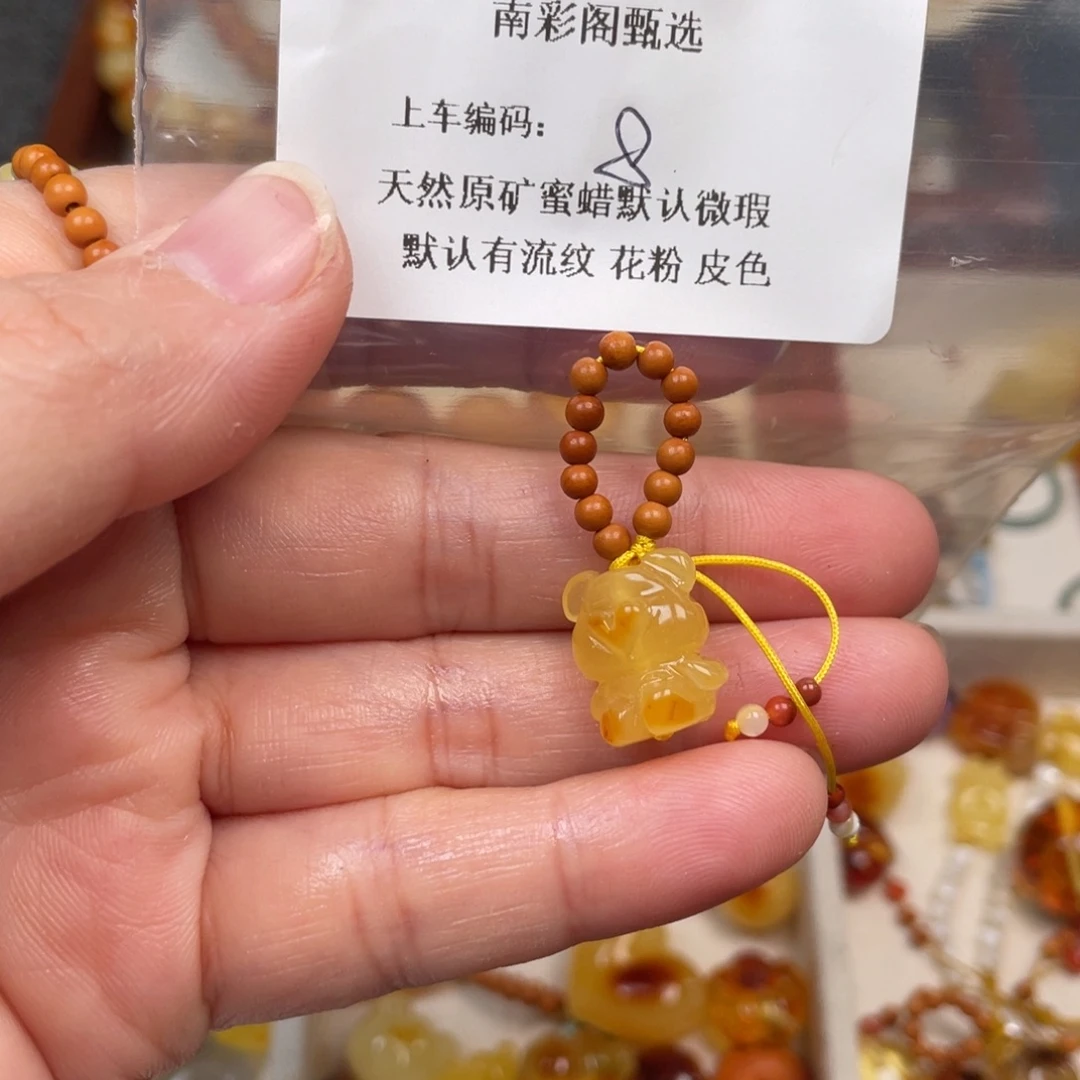 南彩阁甄选
上车编码：8
天然原矿蜜蜡默认微瑕
默认有流纹 花粉 皮色